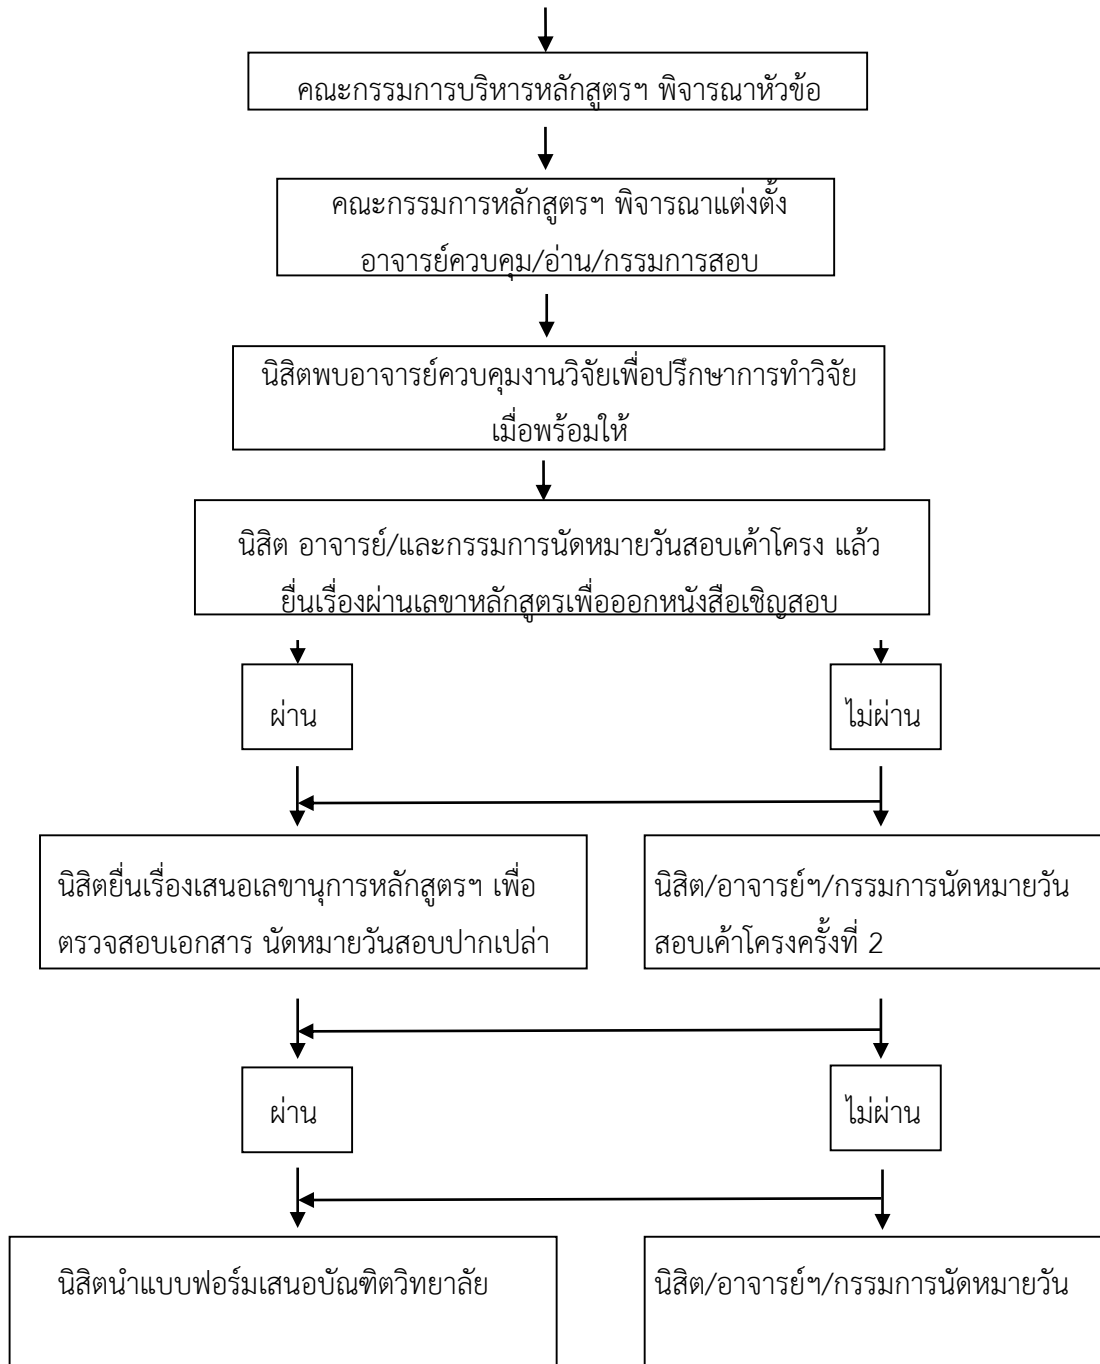 คณะกรรมการบริหารหลักสูตรฯ พิจารณาหัวข้อ
คณะกรรมการหลักสูตรฯ พิจารณาแต่งตั้ง
อาจารย์ควบคุม/อ่าน/กรรมการสอบ
นิสิตพบอาจารย์ควบคุมงานวิจัยเพื่อปรึกษาการทำวิจัย
เมื่อพร้อมให้
นิสิต อาจารย์/และกรรมการนัดหมายวันสอบเค้าโครง แล้ว
ยื่นเรื่องผ่านเลขาหลักสูตรเพื่อออกหนังสือเชิญสอบ
ผ่าน
ไม่ผ่าน
นิสิตยื่นเรื่องเสนอเลขานุการหลักสูตรฯ เพื่อ
ตรวจสอบเอกสาร นัดหมายวันสอบปากเปล่า
นิสิต/อาจารย์ฯ/กรรมการนัดหมายวัน
สอบเค้าโครงครั้งที่ 2
ผ่าน
ไม่ผ่าน
นิสิตนำแบบฟอร์มเสนอบัณฑิตวิทยาลัย
นิสิต/อาจารย์ฯ/กรรมการนัดหมายวัน